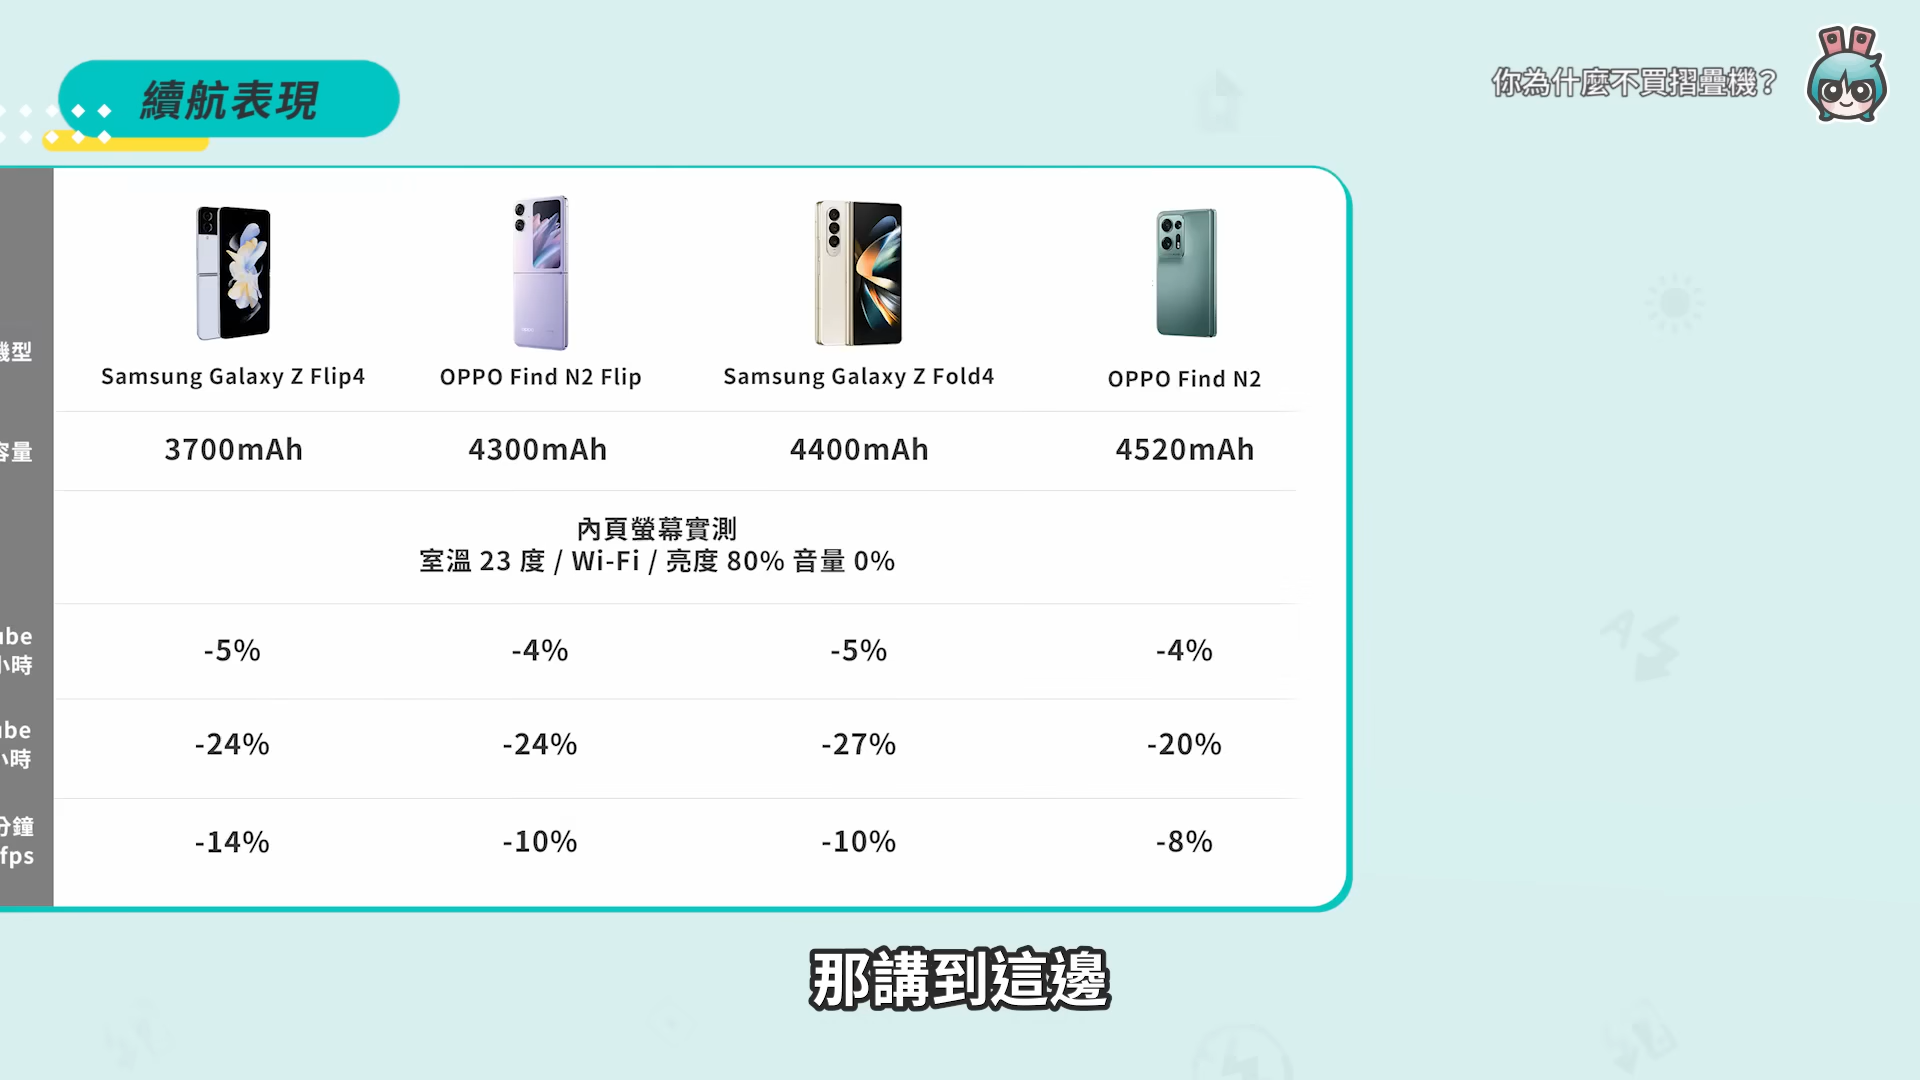 續航表現
你為什麼不買摺疊機？
機型
Samsung Galaxy Z Flip4
OPPO Find N2 Flip
Samsung Galaxy Z Fold4
OPPO Find N2
容量
3700mAh
4300mAh
4400mAh
4520mAh
內頁螢幕實測
室溫 23 度 / Wi-Fi / 亮度 80% 音量 0%
ube
小時
-5%
-4%
-5%
-4%
ube
小時
-24%
-24%
-27%
-20%
分鐘
fps
-14%
-10%
-10%
-8%
那講到這邊